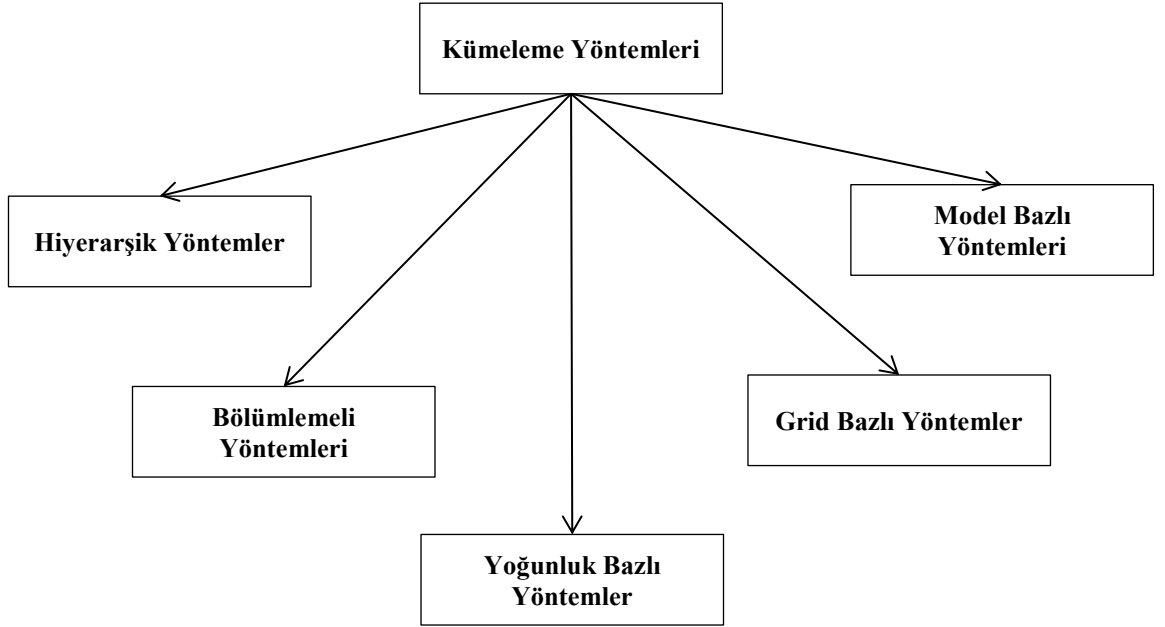 Kümeleme Yöntemleri
Hiyerarşik Yöntemler
Model Bazlı
Yöntemleri
Bölümlemeli
Yöntemleri
Grid Bazlı Yöntemler
Yoğunluk Bazlı
Yöntemler